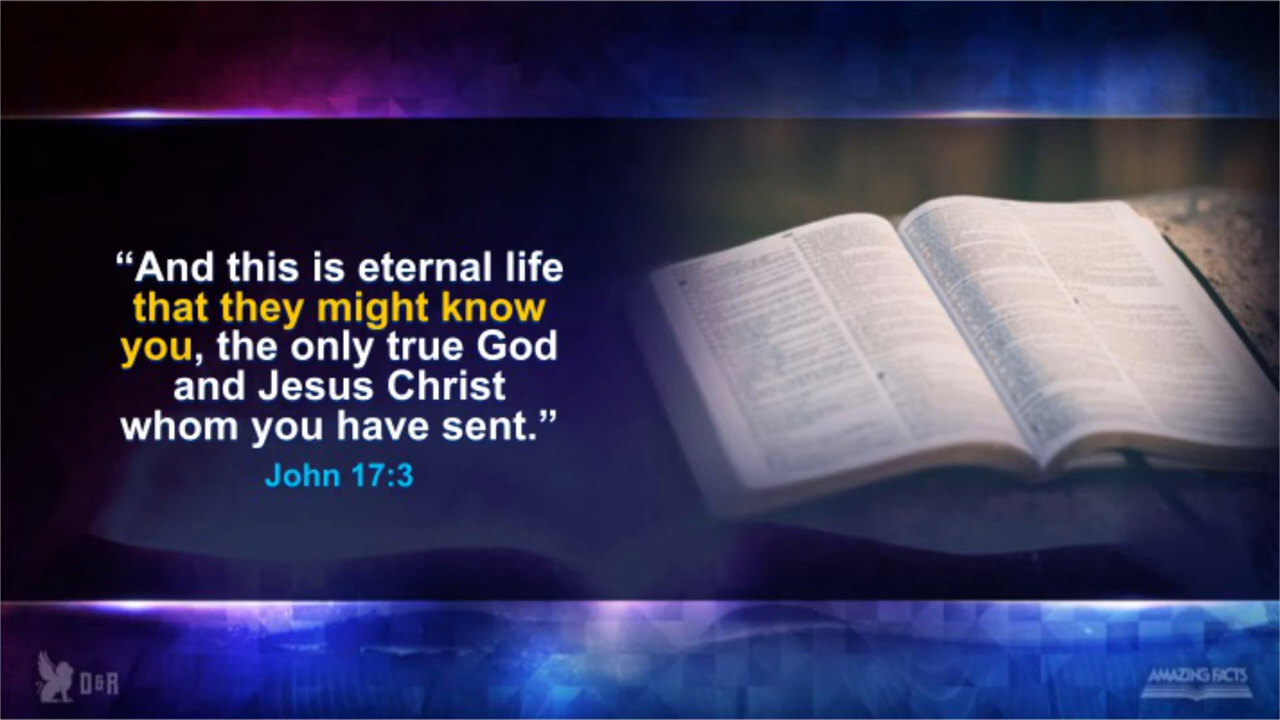 “And this is eternal life
that they might know
you, the only true God
and Jesus Christ
whom you have sent.”
John 17:3
D&R
AMAZING FACTS